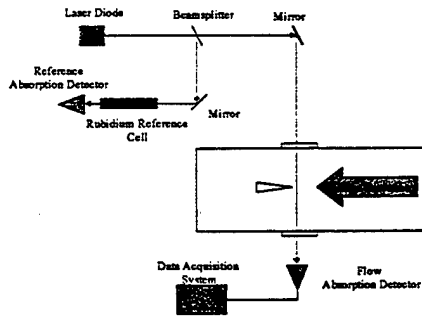 Laser Diode
Beamsplitter
Mirror
Reference
Absorption Detector
Mirror
Rubidium Reference
Cell
Data Acquisition
System
Flow
Absorption Detector